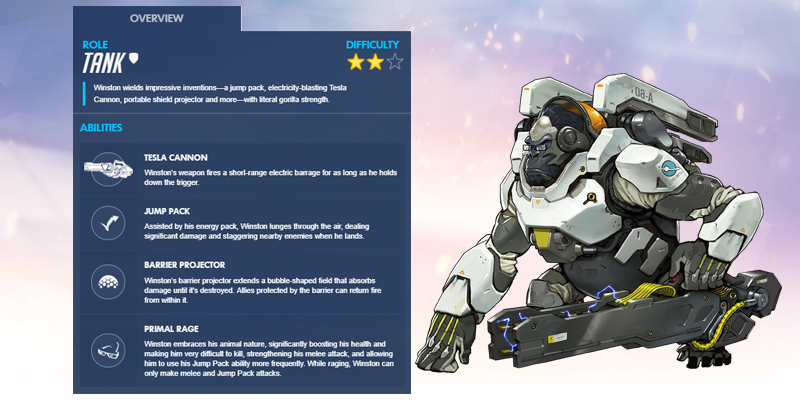 OVERVIEW
ROLE
DIFFICULTY
TANK
Winston wields impressive inventions—a jump pack, electricity-blasting Tesla
Cannon, portable shield projector and more—with literal gorilla strength.
ABILITIES
TESLA CANNON
Winston's weapon fires a short-range electric barrage for as long as he holds
down the trigger.
JUMP PACK
Assisted by his energy pack, Winston lunges through the air, dealing
significant damage and staggering nearby enemies when he lands.
BARRIER PROJECTOR
Winston's barrier projector extends a bubble-shaped field that absorbs
damage until it's destroyed. Allies protected by the barrier can return fire
from within it.
PRIMAL RAGE
Winston embraces his animal nature, significantly boosting his health and
making him very difficult to kill, strengthening his melee attack, and allowing
him to use his Jump Pack ability more frequently. While raging, Winston can
only make melee and Jump Pack attacks.
A-80